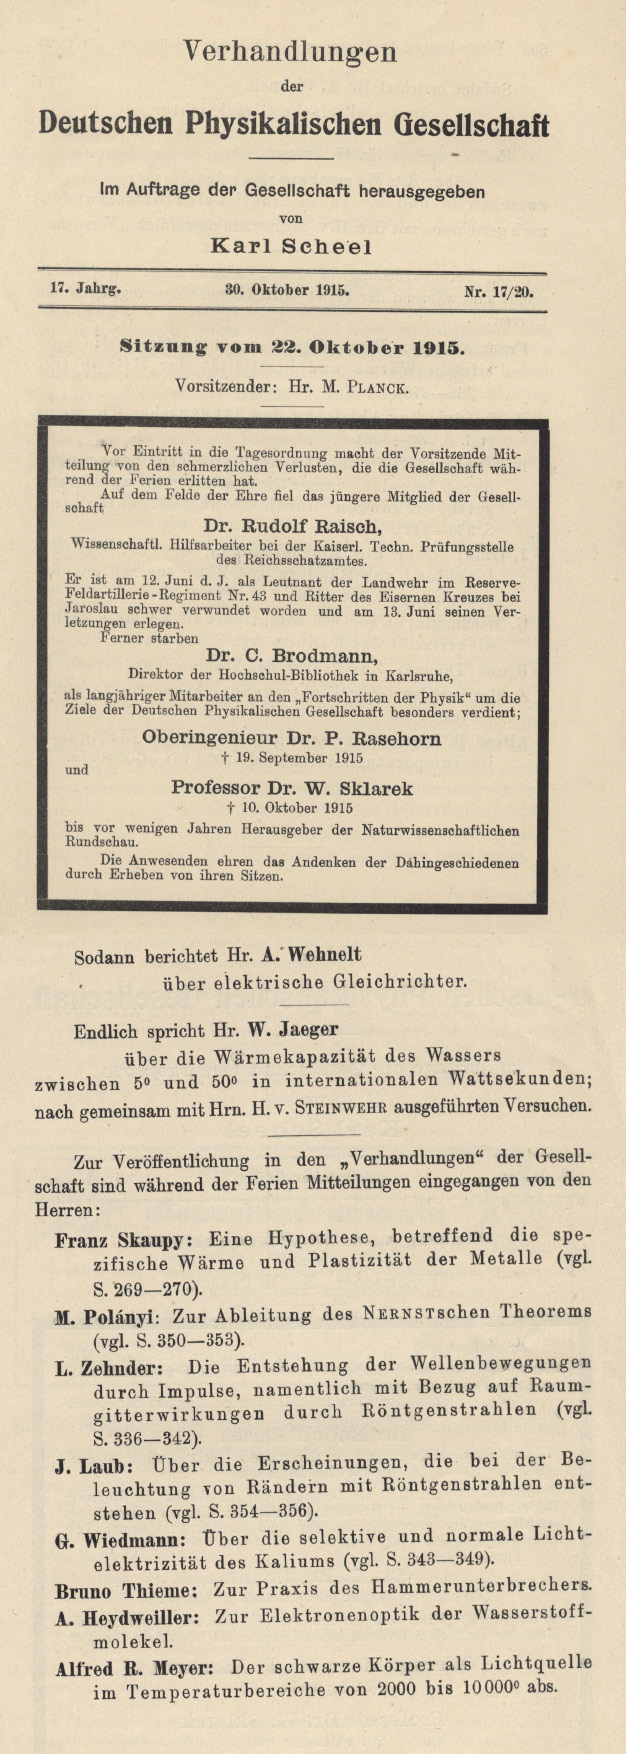 Verhandlungen
der
Deutschen Physikalischen Gesellschaft
Im Auftrage der Gesellschaft herausgegeben
von
Karl Scheel
17. Jahrg. 30. Oktober 1915. Nr. 17/20.
Sitzung vom 22. Oktober 1915.
Vorsitzender: Hr. M. PLANCK.
Vor Eintritt in die Tagesordnung macht der Vorsitzende Mit-
teilung von den schmerzlichen Verlusten, die die Gesellschaft wäh-
rend der Ferien erlitten hat.
Auf dem Felde der Ehre fiel das jüngere Mitglied der Gesell-
schaft
Dr. Rudolf Raisch,
Wissenschaftl. Hilfsarbeiter bei der Kaiserl. Techn. Prüfungsstelle
des Reichsschatzamtes.
Er ist am 12. Juni d. J. als Leutnant der Landwehr im Reserve-
Feldartillerie-Regiment Nr. 43 und Ritter des Eisernen Kreuzes bei
Jaroslau schwer verwundet worden und am 13. Juni seinen Ver-
letzungen erlegen.
Ferner starben
Dr. C. Brodmann,
Direktor der Hochschul-Bibliothek in Karlsruhe,
als langjähriger Mitarbeiter an den „Fortschritten der Physik“ um die
Ziele der Deutschen Physikalischen Gesellschaft besonders verdient;
Oberingenieur Dr. P. Rasehorn
† 19. September 1915
und
Professor Dr. W. Sklarek
† 10. Oktober 1915
bis vor wenigen Jahren Herausgeber der Naturwissenschaftlichen
Rundschau.
Die Anwesenden ehren das Andenken der Dahingeschiedenen
durch Erheben von ihren Sitzen.
Sodann berichtet Hr. A. Wehnelt
über elektrische Gleichrichter.
Endlich spricht Hr. W. Jaeger
über die Wärmekapazität des Wassers
zwischen 5⁰ und 50⁰ in internationalen Wattsekunden;
nach gemeinsam mit Hrn. H. v. STEINWEHR ausgeführten Versuchen.
Zur Veröffentlichung in den „Verhandlungen“ der Gesell-
schaft sind während der Ferien Mitteilungen eingegangen von den
Herren:
Franz Skaupy: Eine Hypothese, betreffend die spe-
zifische Wärme und Plastizität der Metalle (vgl.
S. 269—270).
M. Polányi: Zur Ableitung des NERNSTschen Theorems
(vgl. S. 350—353).
L. Zehnder: Die Entstehung der Wellenbewegungen
durch Impulse, namentlich mit Bezug auf Raum-
gitterwirkungen durch Röntgenstrahlen (vgl.
S. 336—342).
J. Laub: Über die Erscheinungen, die bei der Be-
leuchtung von Rändern mit Röntgenstrahlen ent-
stehen (vgl. S. 354—356).
G. Wiedmann: Über die selektive und normale Licht-
elektrizität des Kaliums (vgl. S. 343—349).
Bruno Thieme: Zur Praxis des Hammerunterbrechers.
A. Heydweiller: Zur Elektronenoptik der Wasserstoff-
molekel.
Alfred R. Meyer: Der schwarze Körper als Lichtquelle
im Temperaturbereiche von 2000 bis 10000⁰ abs.